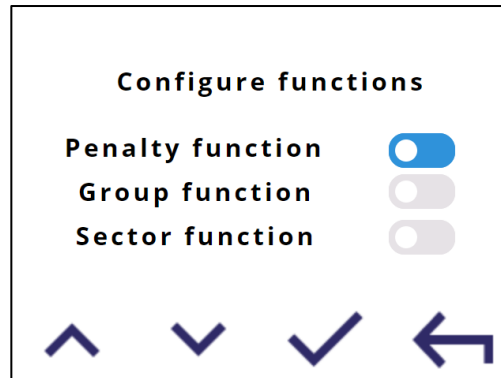 Configure functions
Penalty function
Group function
Sector function